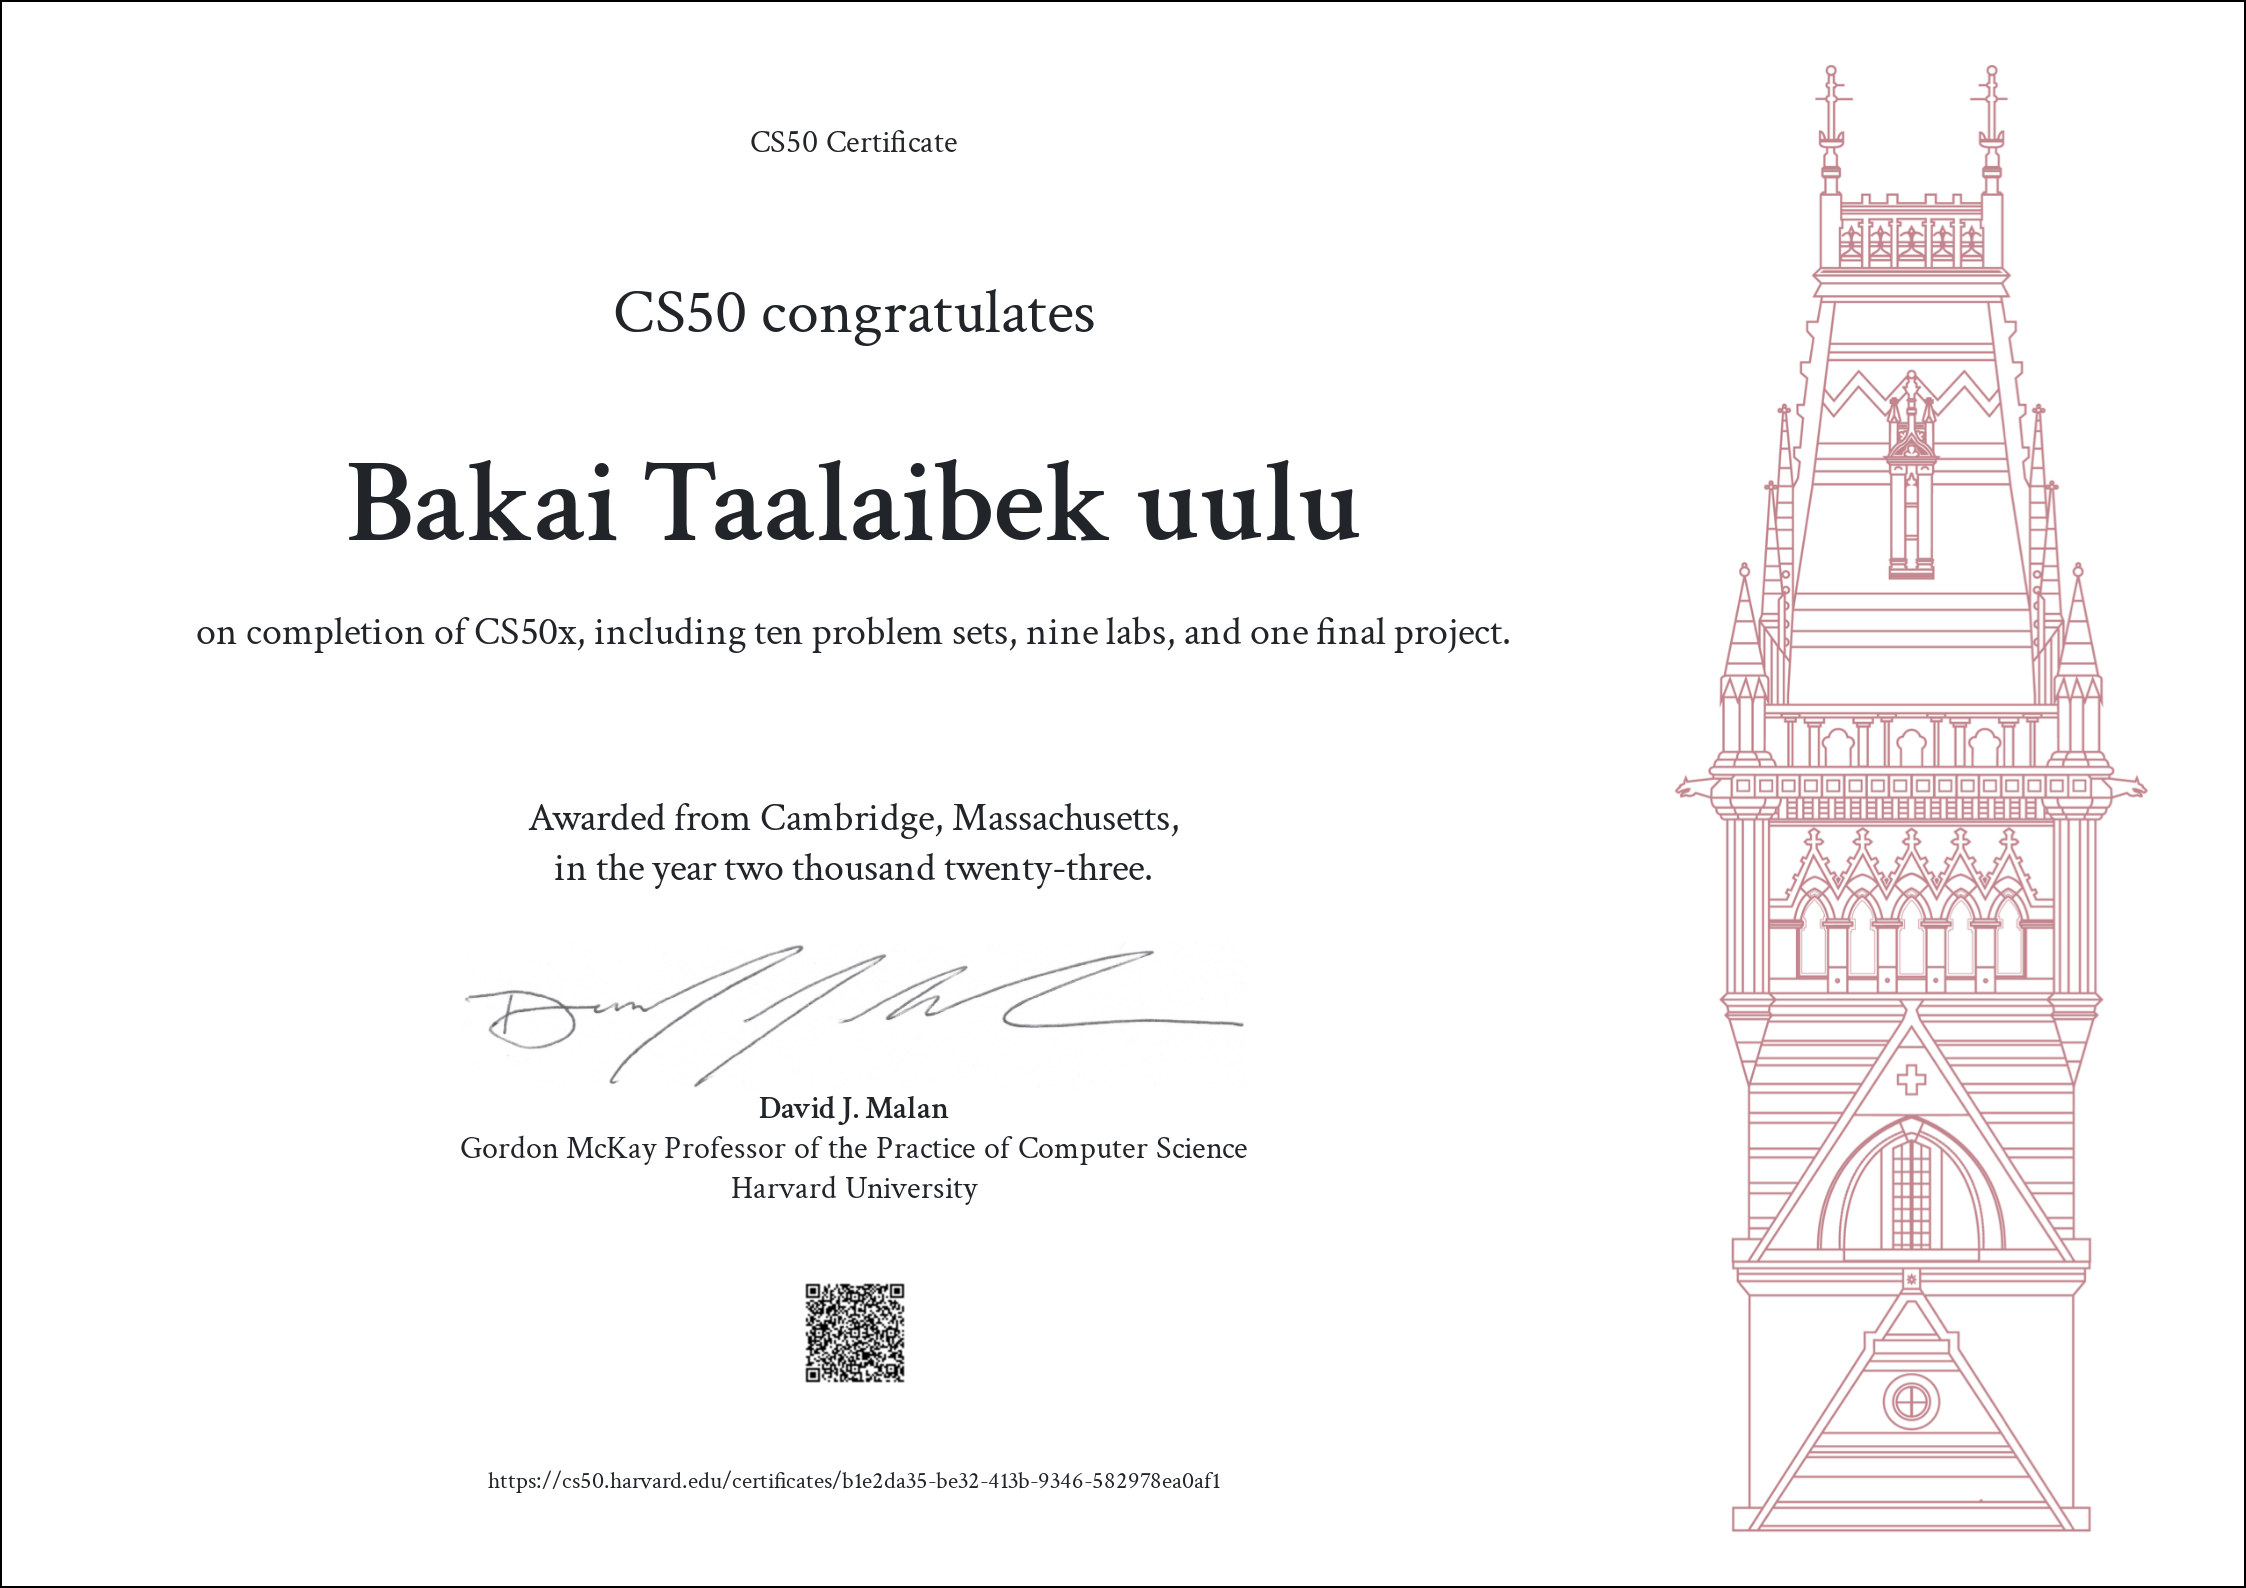 CS50 Certificate
CS50 congratulates
Bakai Taalaibek uulu
on completion of CS50x, including ten problem sets, nine labs, and one final project.
Awarded from Cambridge, Massachusetts,
in the year two thousand twenty-three.
David J. Malan
Gordon McKay Professor of the Practice of Computer Science
Harvard University
https://cs50.harvard.edu/certificates/b1e2da35-be32-413b-9346-582978ea0af1